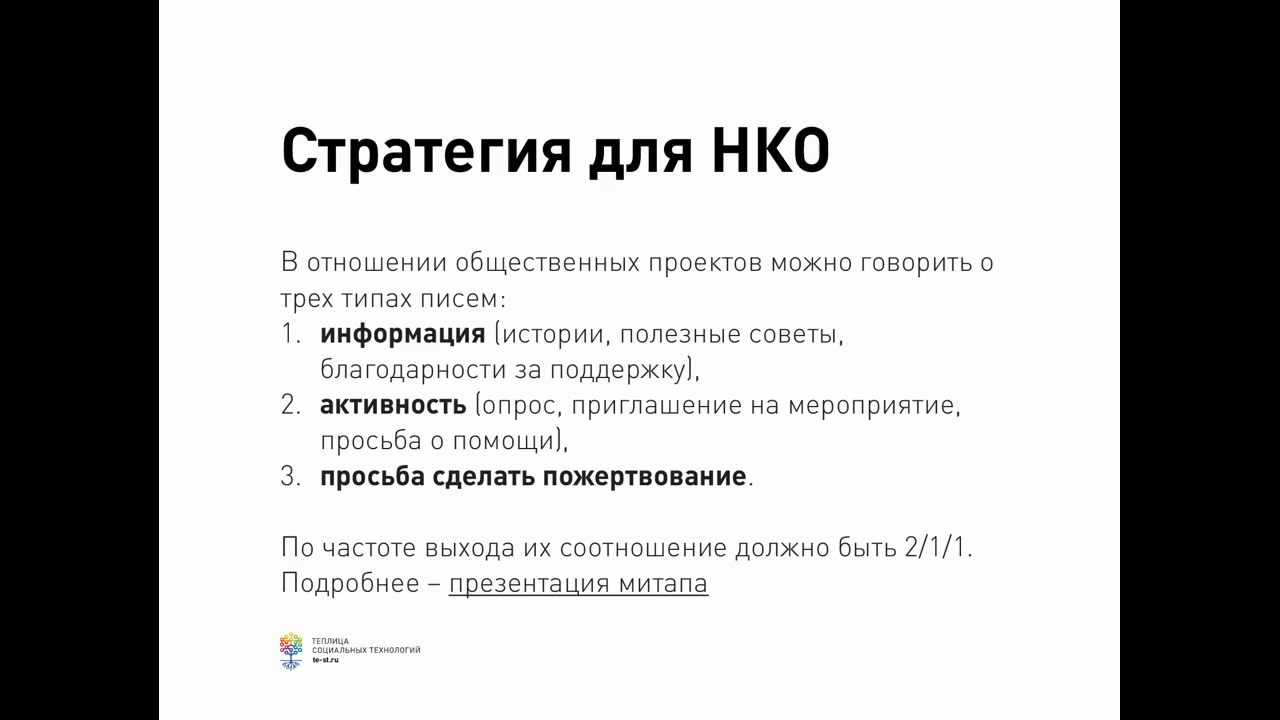 Стратегия для НКО
В отношении общественных проектов можно говорить о
трех типах писем:
1. информация (истории, полезные советы,
благодарности за поддержку),
2. активность (опрос, приглашение на мероприятие,
просьба о помощи),
3. просьба сделать пожертвование.
По частоте выхода их соотношение должно быть 2/1/1.
Подробнее – презентация митапа
ТЕПЛИЦА
СОЦИАЛЬНЫХ ТЕХНОЛОГИЙ
te-st.ru